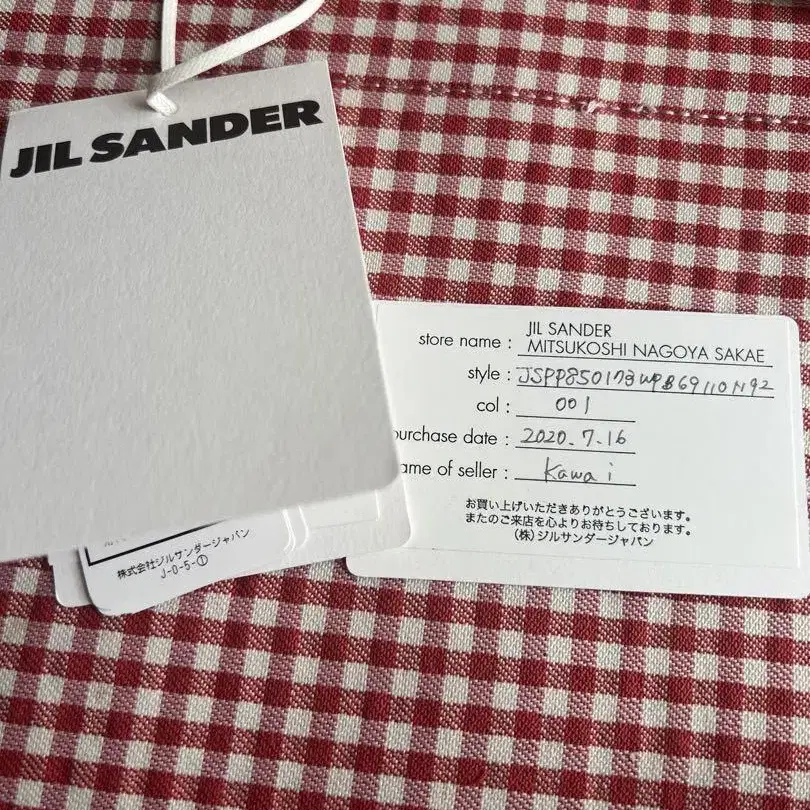 JIL SANDER
store name : JIL SANDER
MITSUKOSHI NAGOYA SAKAE
style : JSPP850173WPB69110N92
col : 001
purchase date : 2020.7.16
name of seller : Kawai
お買い上げいただきありがとうございます。
またのご来店を心よりお待ちしております。
(株)ジルサンダージャパン
株式会社ジルサンダージャパン
J-0-5-①